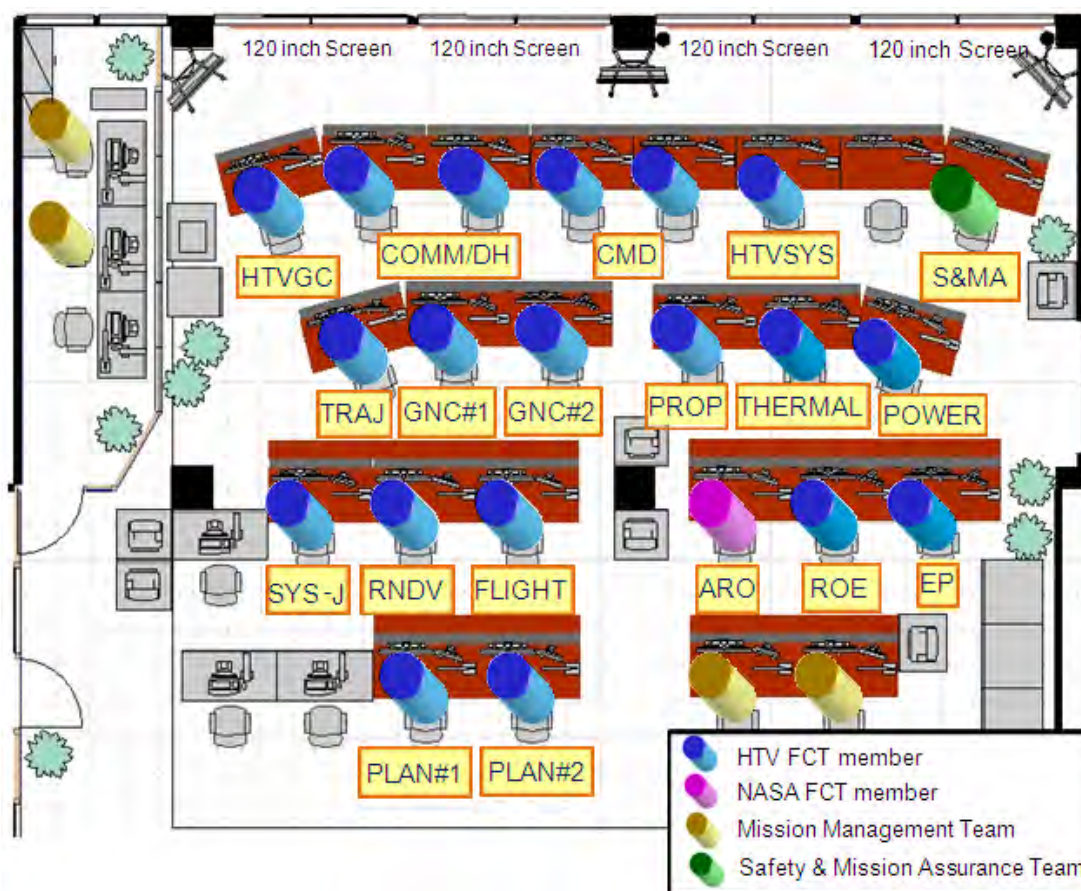 120 inch Screen 120 inch Screen 120 inch Screen 120 inch Screen
HTVGC COMM/DH CMD HTVSYS S&MA
TRAJ GNC#1 GNC#2 PROP THERMAL POWER
SYS-J RNDV FLIGHT ARO ROE EP
PLAN#1 PLAN#2
HTV FCT member
NASA FCT member
Mission Management Team
Safety & Mission Assurance Team